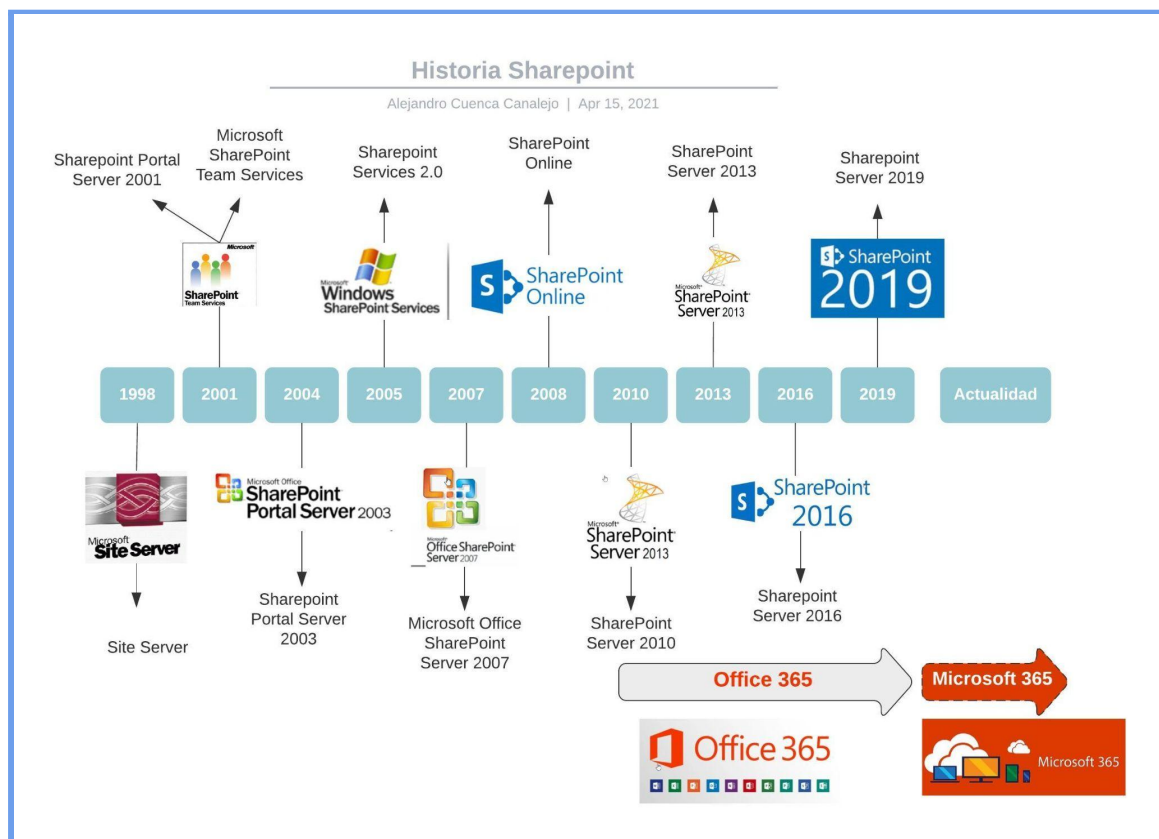 Historia Sharepoint
Alejandro Cuenca Canalejo | Apr 15, 2021
Sharepoint Portal
Server 2001
Microsoft
SharePoint
Team Services
Sharepoint
Services 2.0
SharePoint
Online
SharePoint
Server 2013
Sharepoint
Server 2019
Microsoft
SharePoint
Team Services
Microsoft
Windows
SharePoint Services
S SharePoint
Online
Microsoft
SharePoint
Server 2013
S SharePoint
2019
1998
2001
2004
2005
2007
2008
2010
2013
2016
2019
Actualidad
Microsoft
Site Server
Microsoft Office
SharePoint
Portal Server 2003
Microsoft
Office SharePoint
Server 2007
Microsoft
SharePoint
Server 2013
S SharePoint
2016
Site Server
Sharepoint
Portal Server
2003
Microsoft Office
SharePoint
Server 2007
SharePoint
Server 2010
Sharepoint
Server 2016
Office 365
Microsoft 365
Office 365
Microsoft 365